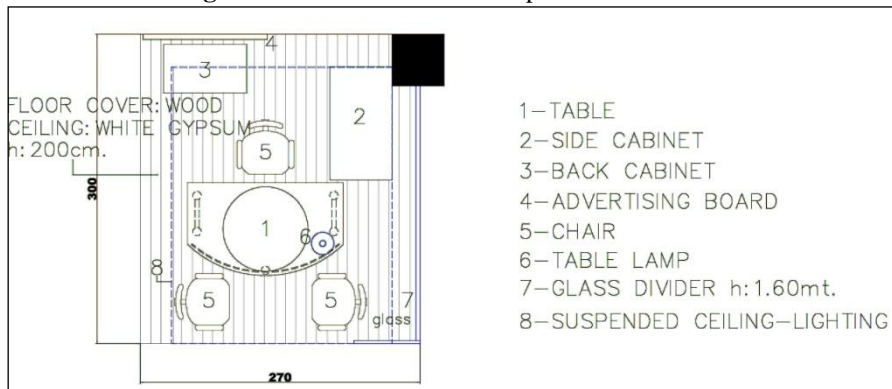 4
3
FLOOR COVER: WOOD
CEILING: WHITE GYPSUM
h: 200cm.
2
5
300
1
6
8
5
5
7
glass
270
1-TABLE
2-SIDE CABINET
3-BACK CABINET
4-ADVERTISING BOARD
5-CHAIR
6-TABLE LAMP
7-GLASS DIVIDER h:1.60mt.
8-SUSPENDED CEILING-LIGHTING